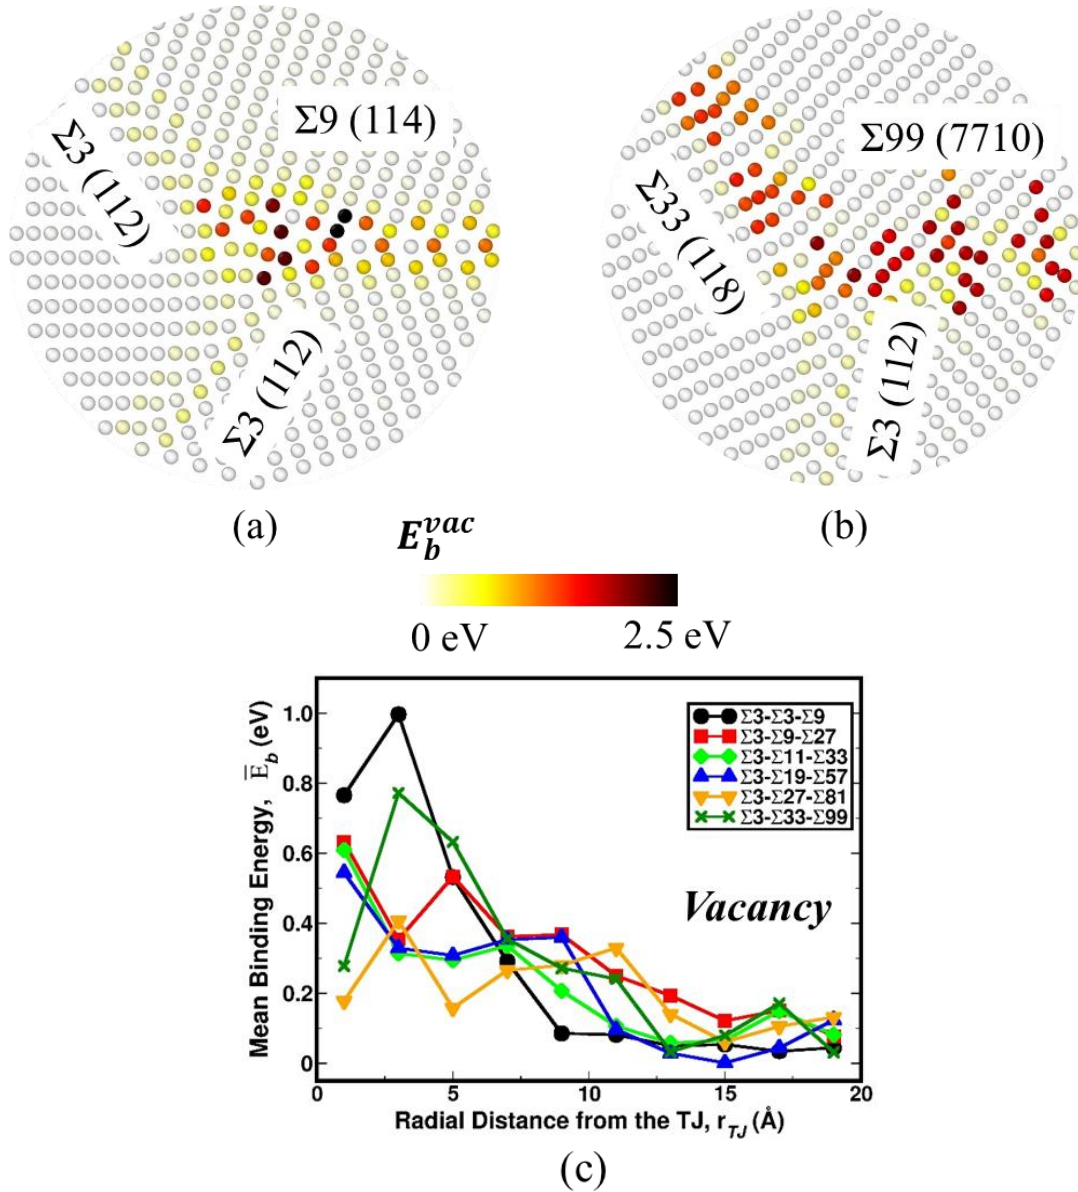 Σ9 (114)
Σ3 (112)
Σ3 (112)
(a)
Σ99 (7710)
Σ33 (118)
Σ3 (112)
(b)
E_b^vac
0 eV
2.5 eV
Mean Binding Energy, E̅_b (eV)
1.0
0.8
0.6
0.4
0.2
0
Σ3-Σ3-Σ9
Σ3-Σ9-Σ27
Σ3-Σ11-Σ33
Σ3-Σ19-Σ57
Σ3-Σ27-Σ81
Σ3-Σ33-Σ99
Vacancy
0 5 10 15 20
Radial Distance from the TJ, r_TJ (Å)
(c)